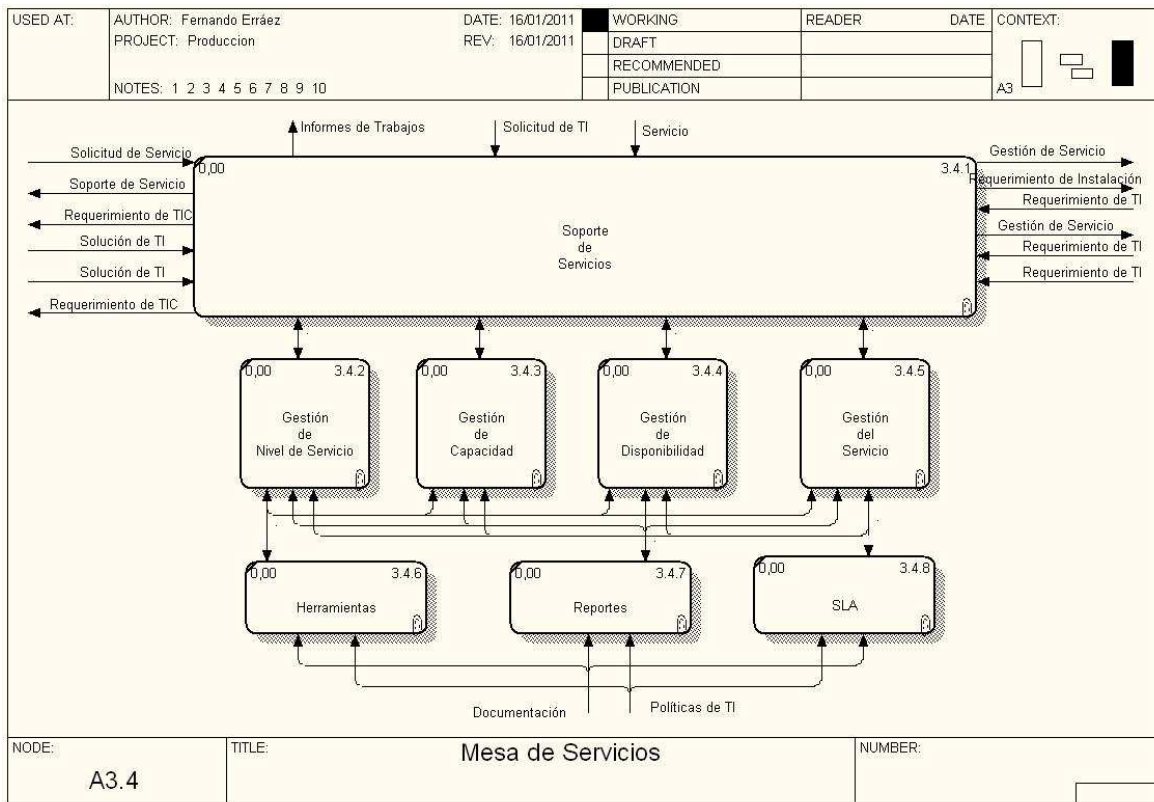 USED AT:
AUTHOR: Fernando Erráez
DATE: 16/01/2011
WORKING
READER
DATE
CONTEXT:
PROJECT: Produccion
REV: 16/01/2011
DRAFT
RECOMMENDED
NOTES: 1 2 3 4 5 6 7 8 9 10
PUBLICATION
A3
Informes de Trabajos
Solicitud de TI
Servicio
Solicitud de Servicio
Soporte de Servicio
Requerimiento de TIC
Solución de TI
Solución de TI
Requerimiento de TIC
0,00
3.4.1
Soporte
de
Servicios
Gestión de Servicio
Requerimiento de Instalación
Requerimiento de TI
Gestión de Servicio
Requerimiento de TI
Requerimiento de TI
0,00
3.4.2
Gestión
de
Nivel de Servicio
0,00
3.4.3
Gestión
de
Capacidad
0,00
3.4.4
Gestión
de
Disponibilidad
0,00
3.4.5
Gestión
del
Servicio
0,00
3.4.6
Herramientas
0,00
3.4.7
Reportes
0,00
3.4.8
SLA
Documentación
Políticas de TI
NODE:
A3.4
TITLE:
Mesa de Servicios
NUMBER: